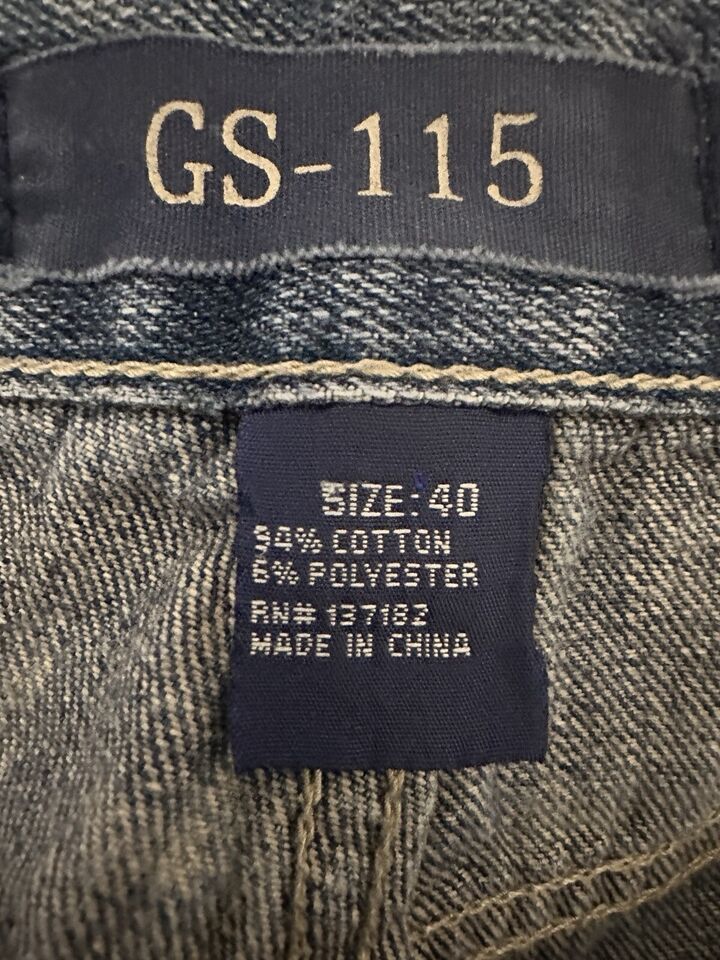 GS-115
SIZE: 40
94% COTTON
6% POLYESTER
RN# 137182
MADE IN CHINA